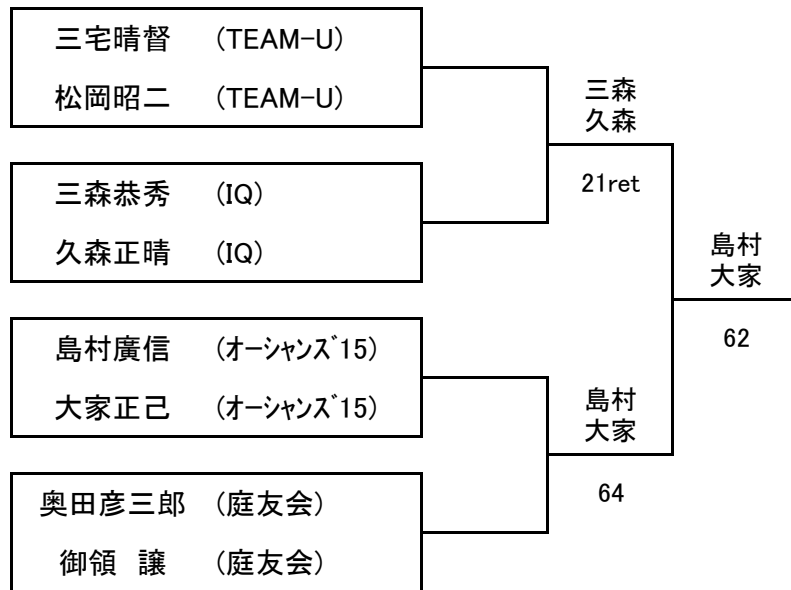 三宅晴督 (TEAM-U)
松岡昭二 (TEAM-U)
三森恭秀 (IQ)
久森正晴 (IQ)
島村廣信 (ｵｰｼｬﾝｽﾞ15)
大家正己 (ｵｰｼｬﾝｽﾞ15)
奥田彦三郎 (庭友会)
御領　譲 (庭友会)
三森
久森
21ret
島村
大家
64
島村
大家
62